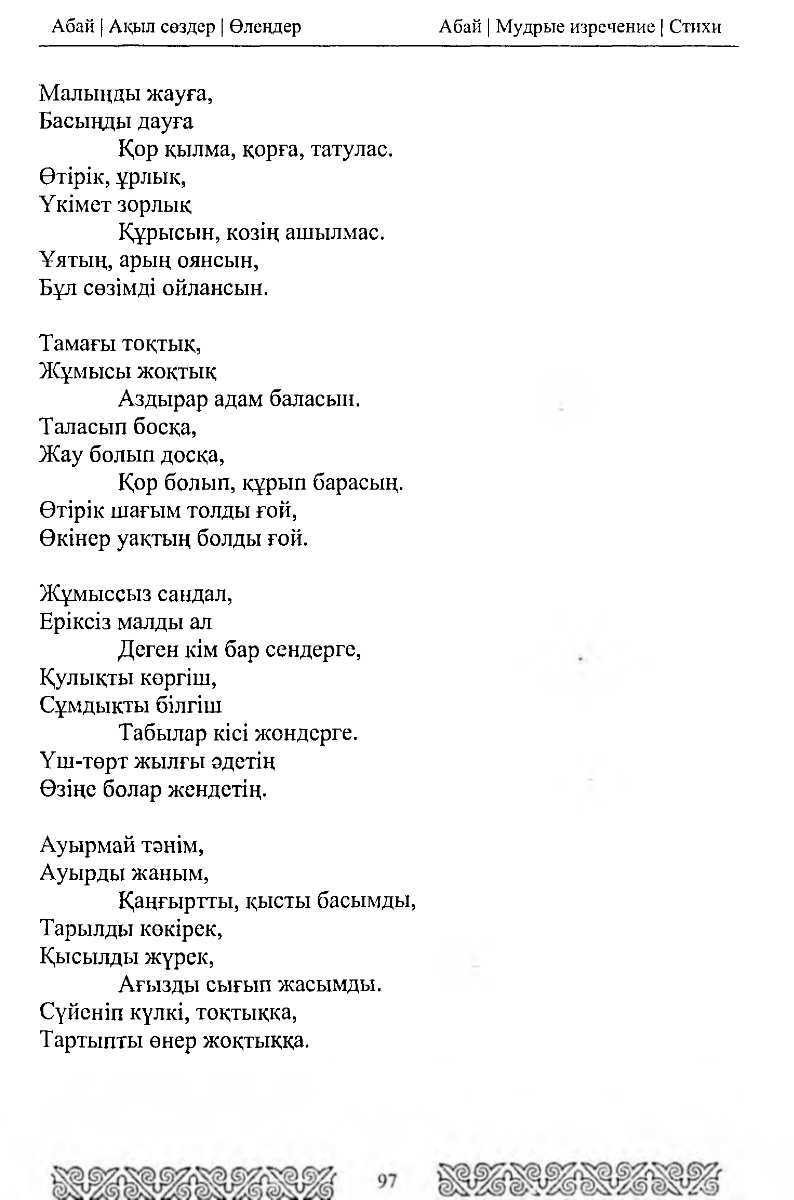 Абай | Ақыл сөздер | Өлеңдер Абай | Мудрые изречение | Стихи
Малыңды жауға,
Басыңды дауға
Қор қылма, қорға, татулас.
Өтірік, ұрлық,
Үкімет зорлық
Құрысын, козің ашылмас.
Ұятың, арың оянсын,
Бұл сөзімді ойлансын.
Тамағы тоқтық,
Жұмысы жоқтық
Аздырар адам баласын.
Таласып босқа,
Жау болып досқа,
Қор болып, құрып барасың.
Өтірік шағым толды ғой,
Өкінер уақтың болды ғой.
Жұмыссыз сандал,
Еріксіз малды ал
Деген кім бар сендерге,
Қулықты көргіш,
Сұмдықты білгіш
Табылар кісі жөндерге.
Үш-төрт жылғы әдетің
Өзіңе болар жендетің.
Ауырмай тәнім,
Ауырды жаным,
Қаңғыртты, қысты басымды,
Тарылды көкірек,
Қысылды жүрек,
Ағызды сығып жасымды.
Сүйеніп күлкі, тоқтыққа,
Тартыпты өнер жоқтыққа.
97